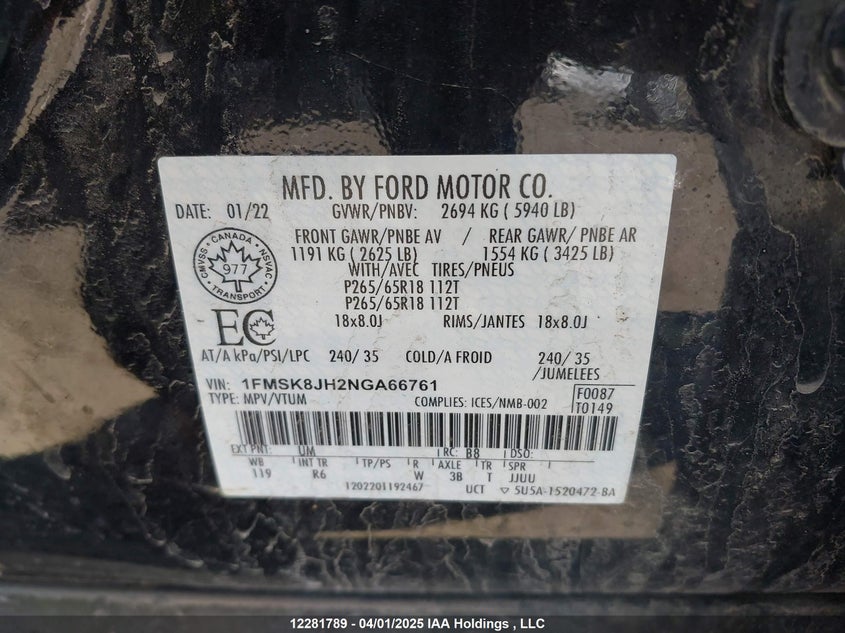 MFD. BY FORD MOTOR CO.
DATE: 01/22 GVWR/PNBV: 2694 KG ( 5940 LB)
FRONT GAWR/PNBE AV / REAR GAWR/ PNBE AR
1191 KG ( 2625 LB) 1554 KG ( 3425 LB)
WITH/AVEC TIRES/PNEUS
P265/65R18 112T
P265/65R18 112T
18x8.0J RIMS/JANTES 18x8.0J
CANADA
CMVSS 977 NSVAC
TRANSPORT
EC
AT/A kPa/PSI/LPC 240/ 35 COLD/A FROID 240/ 35
/JUMELEES
VIN: 1FMSK8JH2NGA66761
TYPE: MPV/VTUM COMPLIES: ICES/NMB-002
F0087
T0149
EXT PNT: UM RC: B8 DSO:
WB INT TR TP/PS R AXLE TR SPR
119 R6 W 3B T JJUU
1202201192467 UCT ▽ 5U5A-1520472-BA
12281789 - 04/01/2025 IAA Holdings , LLC